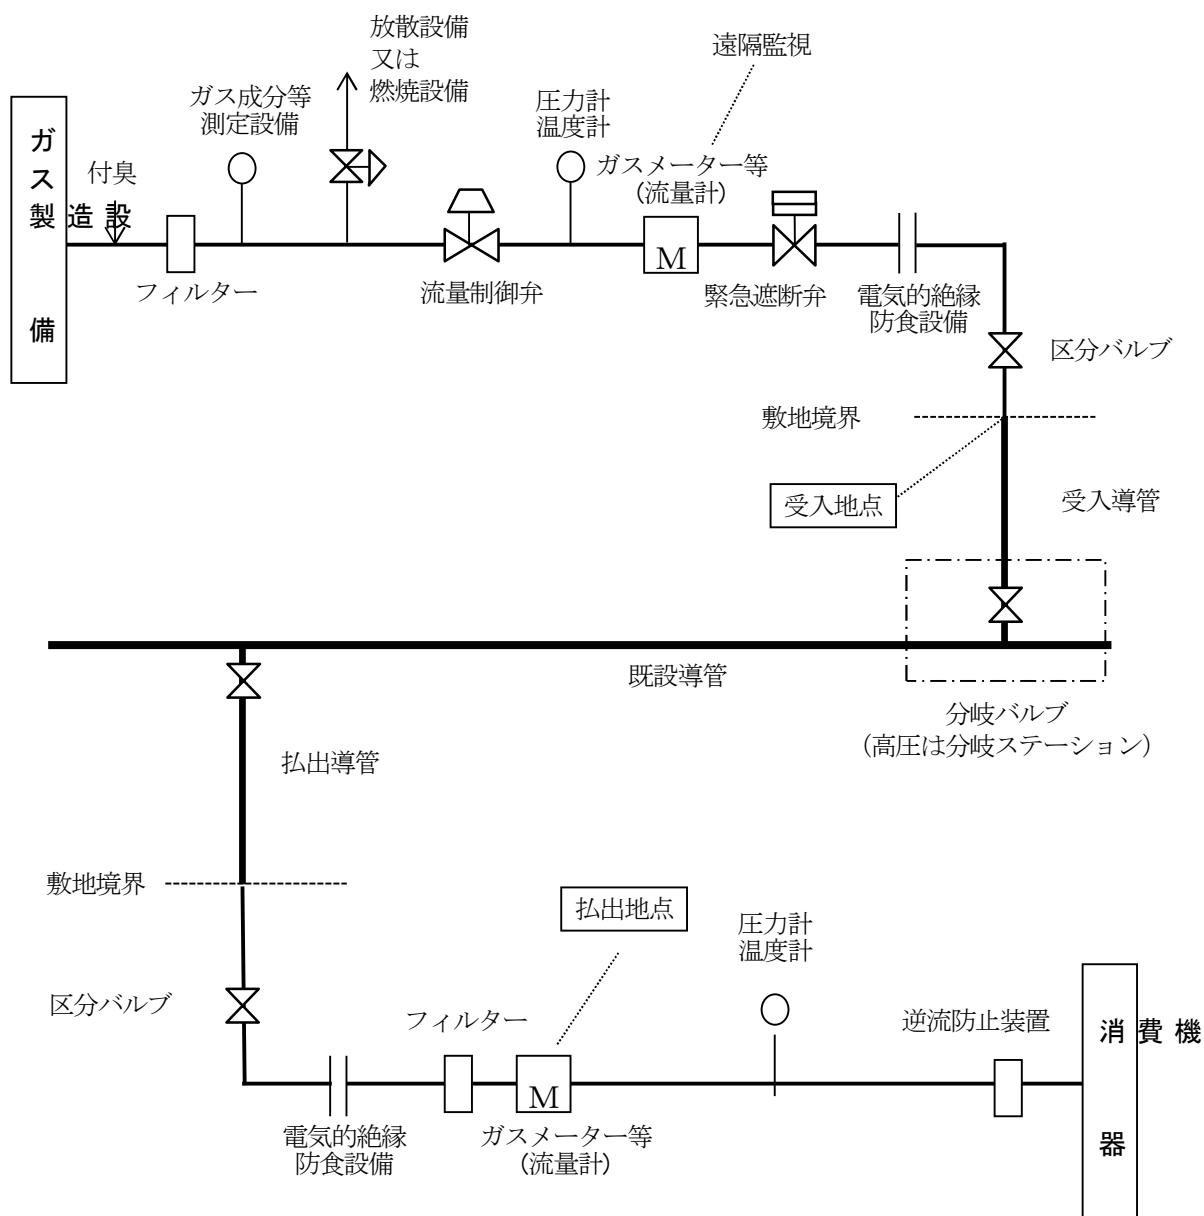 放散設備
又は
燃焼設備
遠隔監視
ガス成分等
測定設備
圧力計
温度計
ガスメーター等
(流量計)
付臭
ガ
ス
製 造 設
備
M
フィルター
流量制御弁
緊急遮断弁
電気的絶縁
防食設備
区分バルブ
敷地境界
受入地点
受入導管
既設導管
分岐バルブ
(高圧は分岐ステーション)
払出導管
敷地境界
払出地点
圧力計
温度計
区分バルブ
フィルター
逆流防止装置
消 費 機
器
M
電気的絶縁
防食設備
ガスメーター等
(流量計)